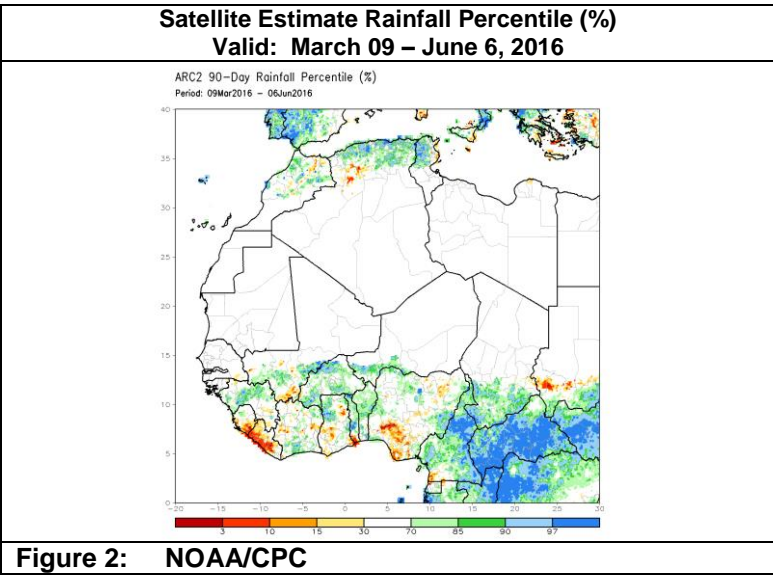 Satellite Estimate Rainfall Percentile (%)
Valid: March 09 – June 6, 2016
ARC2 90-Day Rainfall Percentile (%)
Period: 09Mar2016 - 06Jun2016
40
35
30
25
20
15
10
5
0
-20 -15 -10 -5 0 5 10 15 20 25 30
3 10 15 30 70 85 90 97
Figure 2: NOAA/CPC